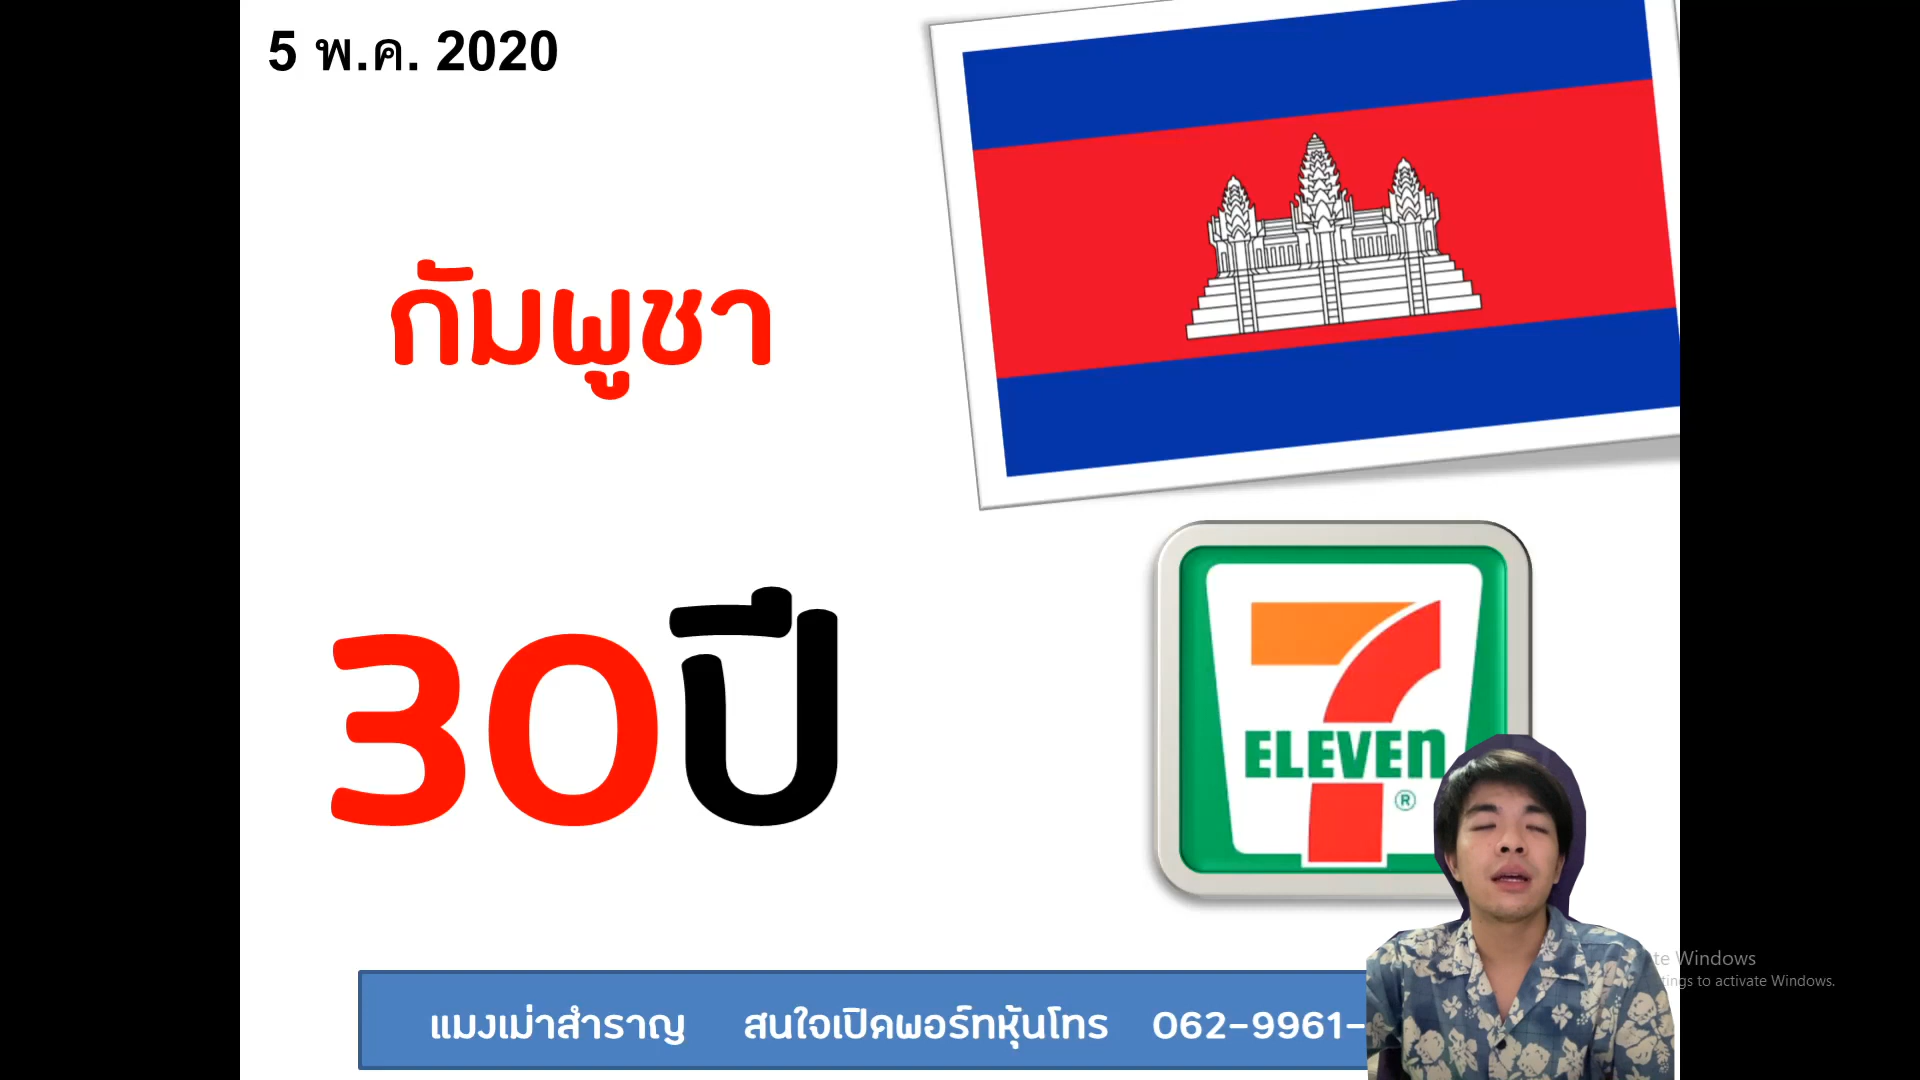 5 พ.ค. 2020
กัมพูชา
30ปี
7
ELEVEn
®
แมงเม่าสำราญ สนใจเปิดพอร์ทหุ้นโทร 062-9961-
te Windows
tings to activate Windows.